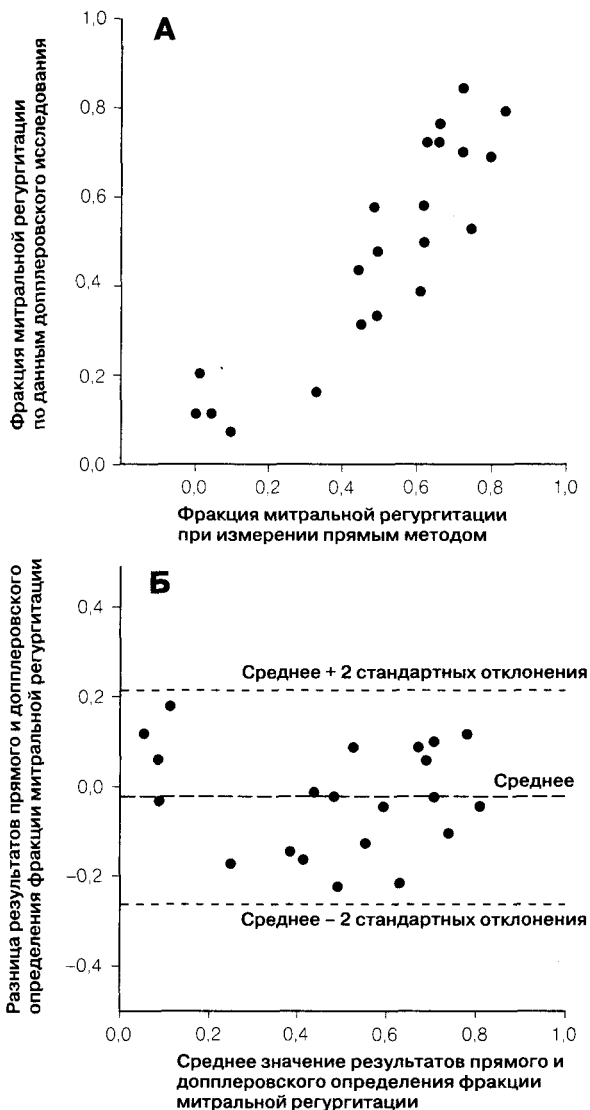 А
Фракция митральной регургитации
по данным допплеровского исследования
1,0
0,8
0,6
0,4
0,2
0,0
0,0 0,2 0,4 0,6 0,8 1,0
Фракция митральной регургитации
при измерении прямым методом
Б
Разница результатов прямого и допплеровского
определения фракции митральной регургитации
0,4
Среднее + 2 стандартных отклонения
0,2
Среднее
0,0
−0,2
Среднее − 2 стандартных отклонения
−0,4
0,0 0,2 0,4 0,6 0,8 1,0
Среднее значение результатов прямого и
допплеровского определения фракции
митральной регургитации